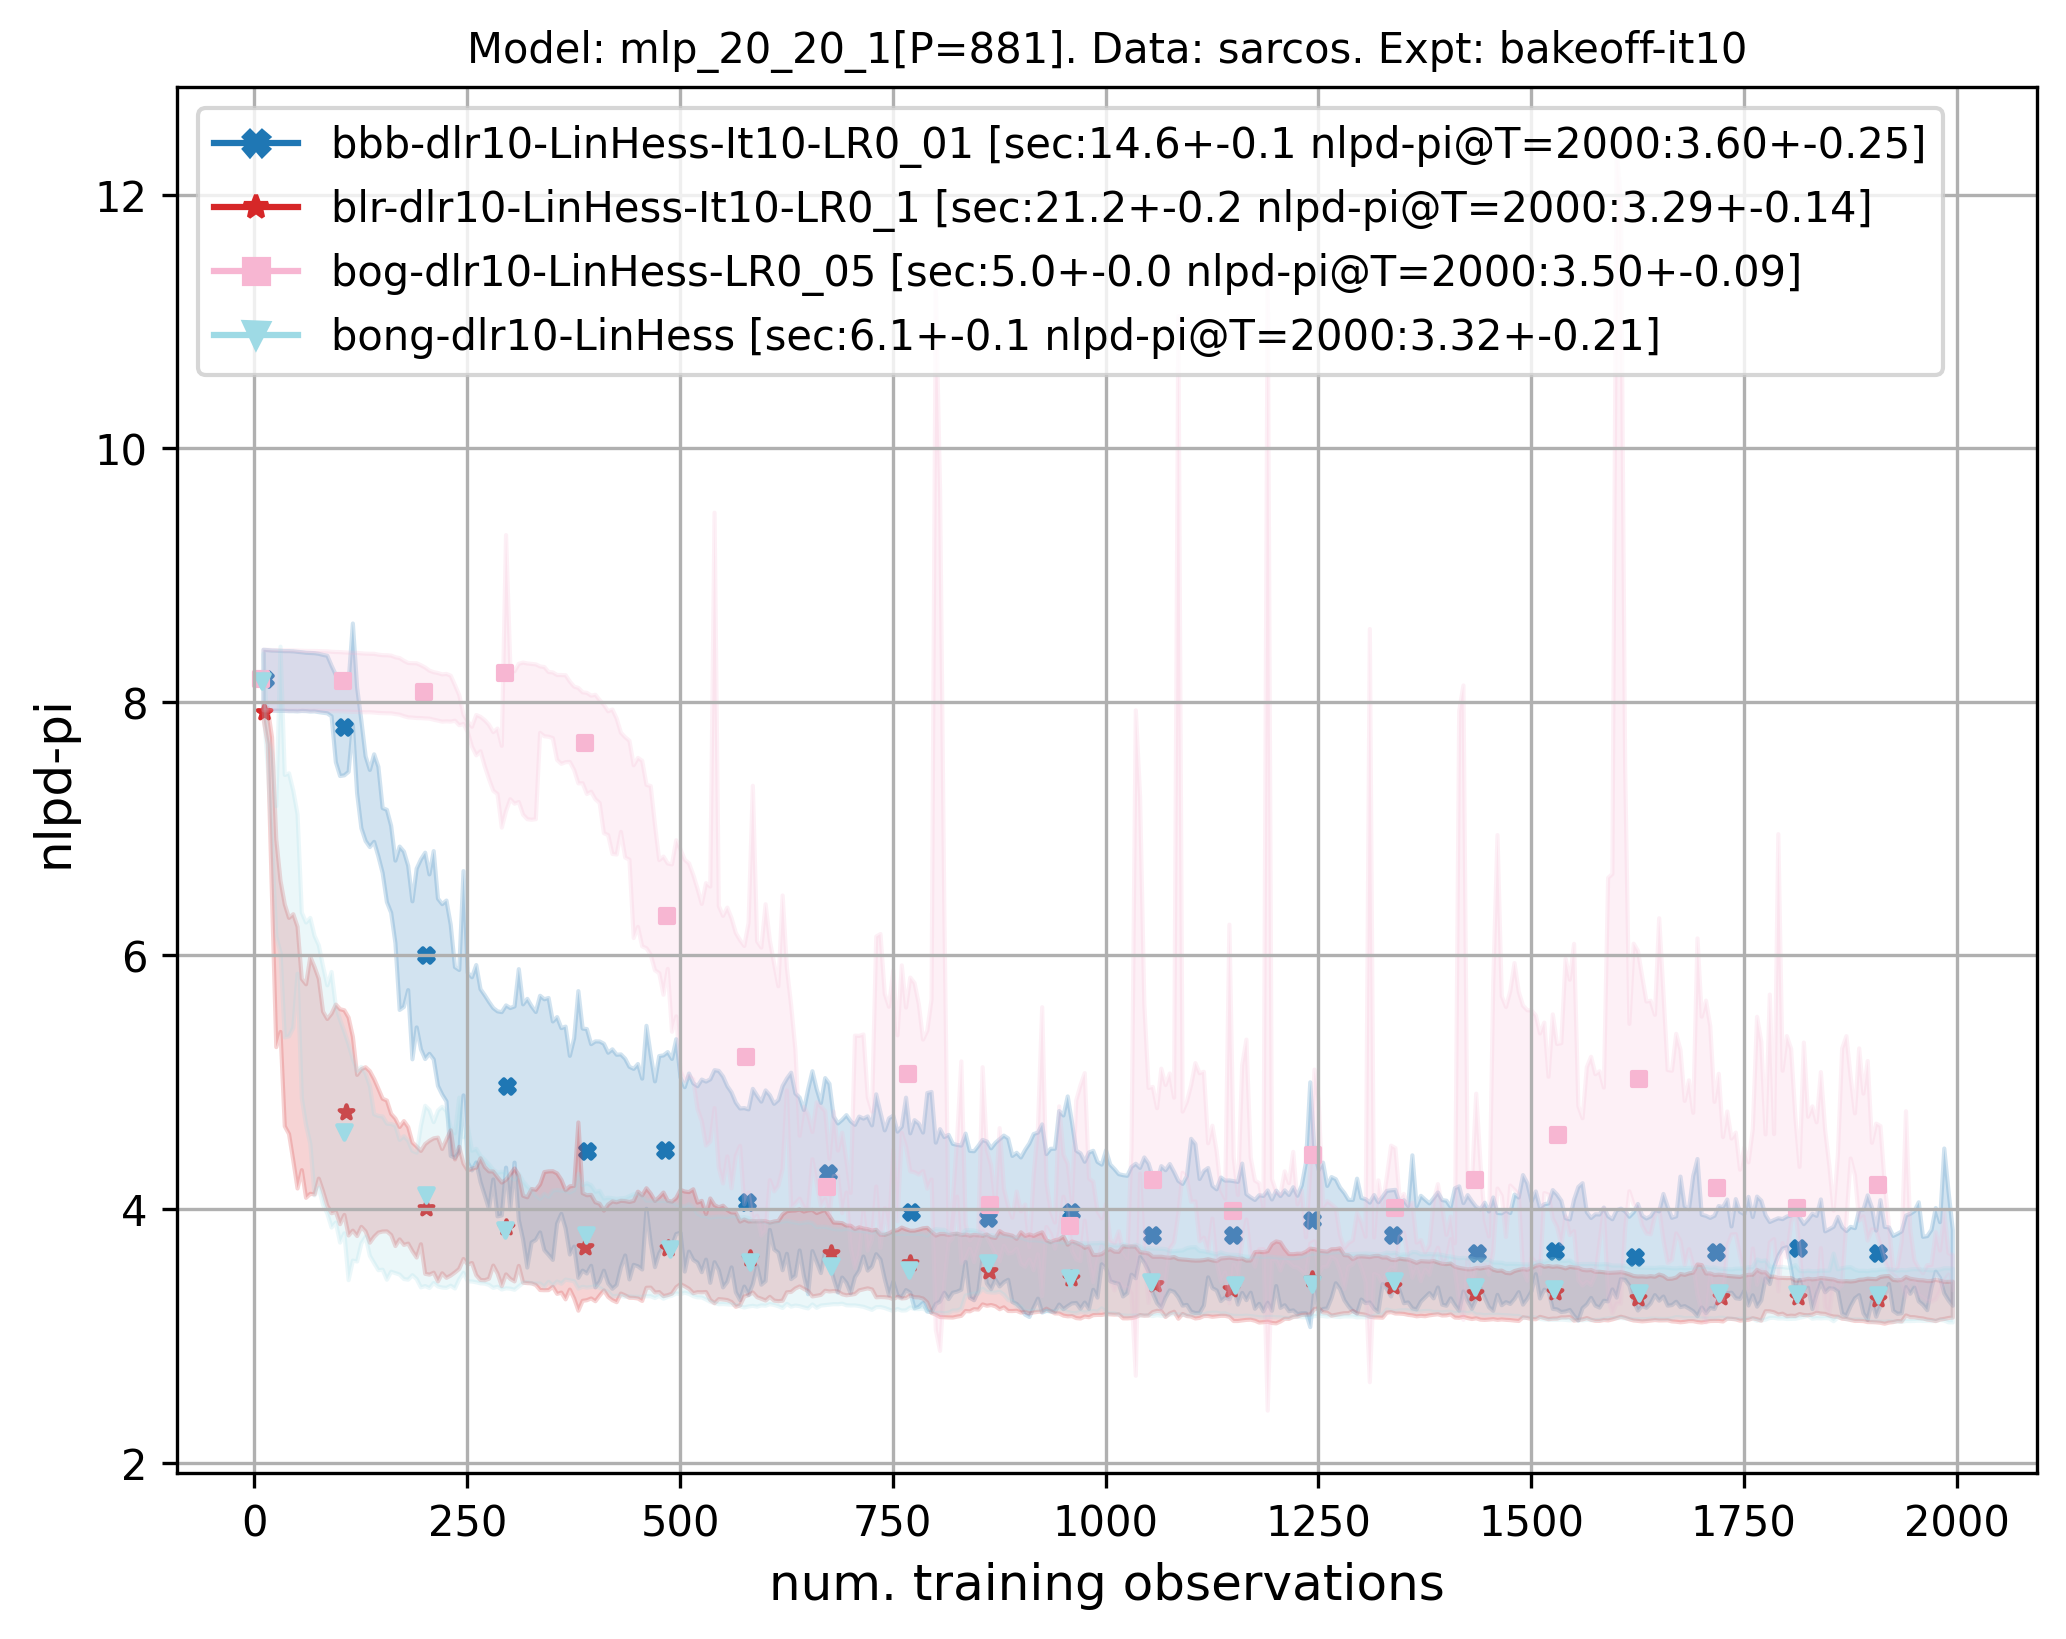 Model: mlp_20_20_1[P=881]. Data: sarcos. Expt: bakeoff-it10
bbb-dlr10-LinHess-It10-LR0_01 [sec:14.6+-0.1 nlpd-pi@T=2000:3.60+-0.25]
blr-dlr10-LinHess-It10-LR0_1 [sec:21.2+-0.2 nlpd-pi@T=2000:3.29+-0.14]
bog-dlr10-LinHess-LR0_05 [sec:5.0+-0.0 nlpd-pi@T=2000:3.50+-0.09]
bong-dlr10-LinHess [sec:6.1+-0.1 nlpd-pi@T=2000:3.32+-0.21]
12
10
8
6
4
2
nlpd-pi
0 250 500 750 1000 1250 1500 1750 2000
num. training observations